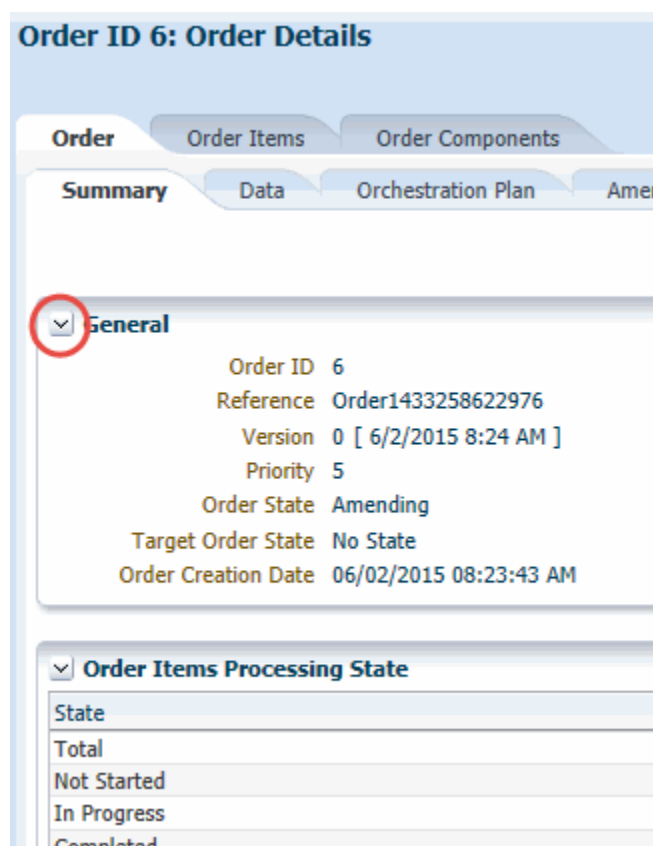 Order ID 6: Order Details
Order Order Items Order Components
Summary Data Orchestration Plan
General
Order ID 6
Reference Order1433258622976
Version 0 [ 6/2/2015 8:24 AM ]
Priority 5
Order State Amending
Target Order State No State
Order Creation Date 06/02/2015 08:23:43 AM
Order Items Processing State
State
Total
Not Started
In Progress
Completed